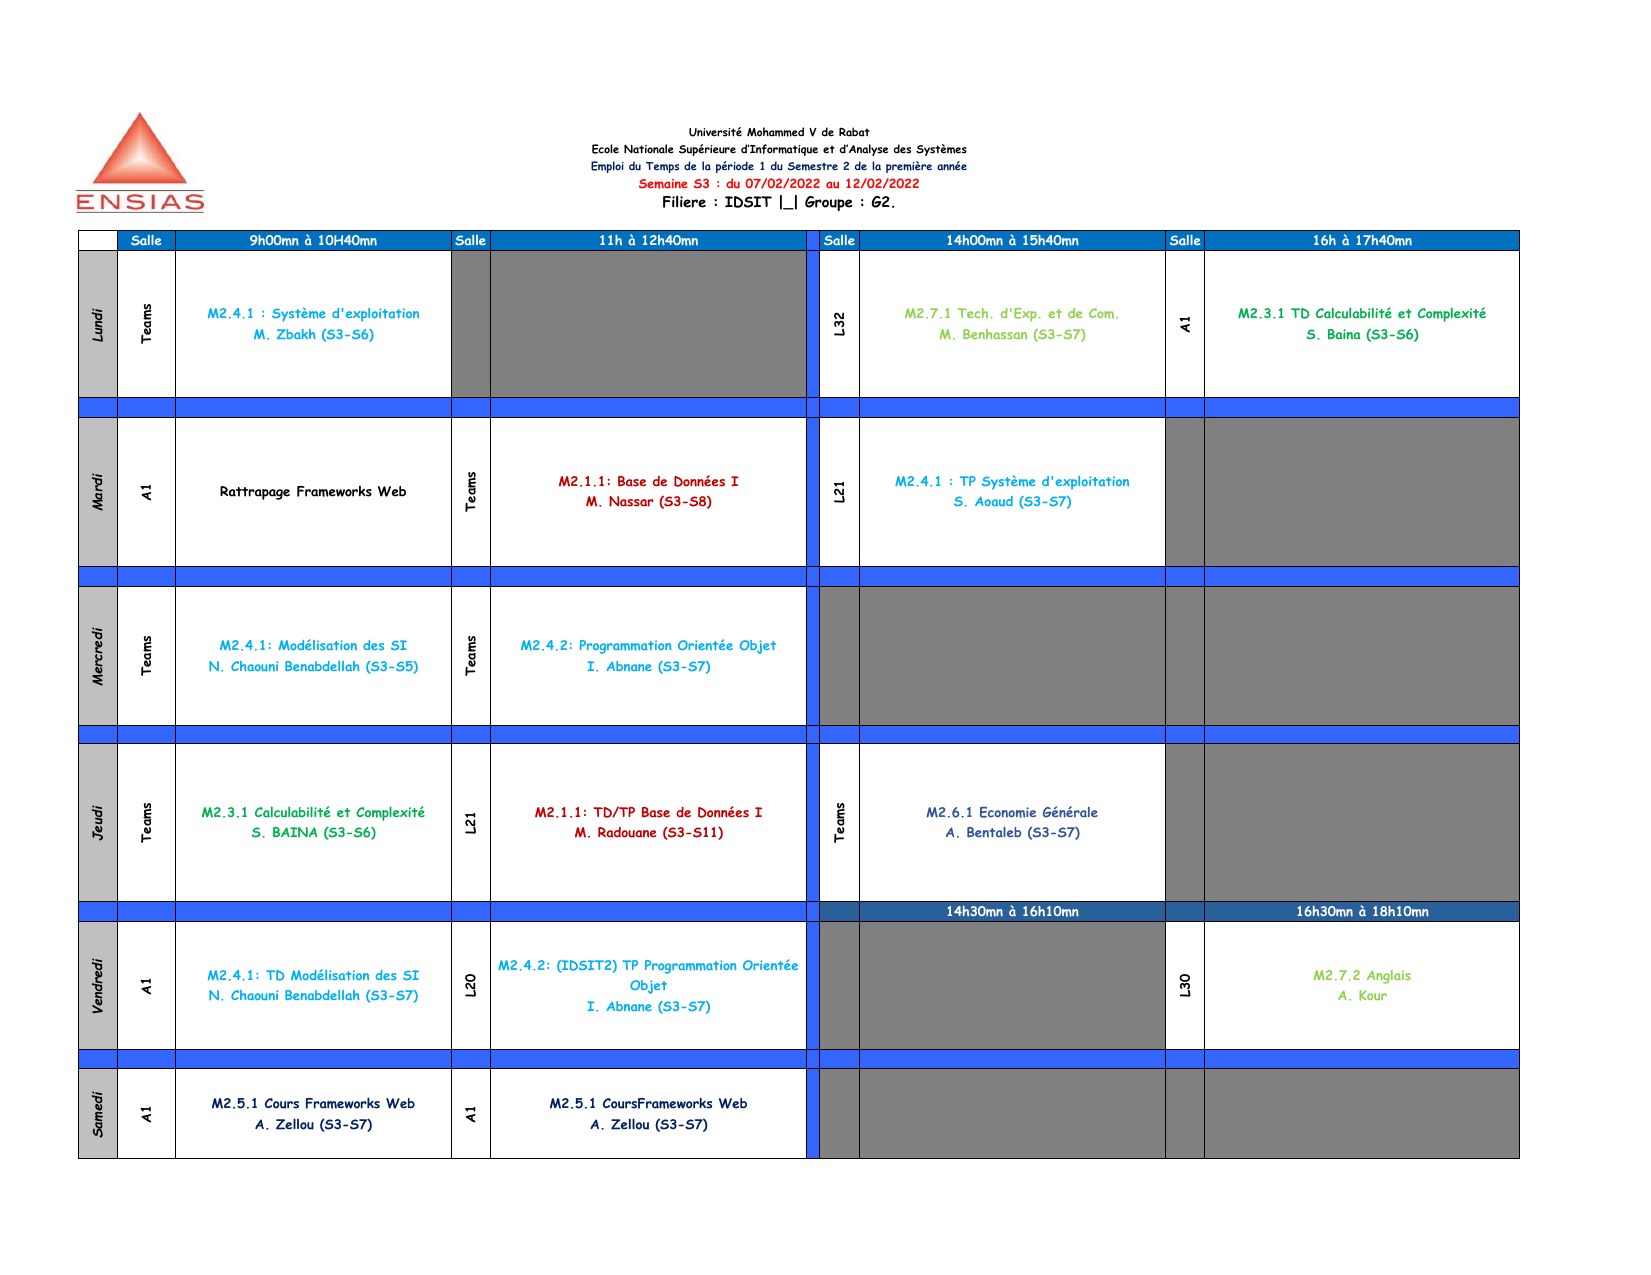 ENSIAS
Université Mohammed V de Rabat
Ecole Nationale Supérieure d’Informatique et d’Analyse des Systèmes
Emploi du Temps de la période 1 du Semestre 2 de la première année
Semaine S3 : du 07/02/2022 au 12/02/2022
Filiere : IDSIT |_| Groupe : G2.
Salle 9h00mn à 10H40mn Salle 11h à 12h40mn Salle 14h00mn à 15h40mn Salle 16h à 17h40mn
Lundi
Teams
M2.4.1 : Système d'exploitation
M. Zbakh (S3-S6)
L32
M2.7.1 Tech. d'Exp. et de Com.
M. Benhassan (S3-S7)
A1
M2.3.1 TD Calculabilité et Complexité
S. Baina (S3-S6)
Mardi
A1
Rattrapage Frameworks Web
Teams
M2.1.1: Base de Données I
M. Nassar (S3-S8)
L21
M2.4.1 : TP Système d'exploitation
S. Aoaud (S3-S7)
Mercredi
Teams
M2.4.1: Modélisation des SI
N. Chaouni Benabdellah (S3-S5)
Teams
M2.4.2: Programmation Orientée Objet
I. Abnane (S3-S7)
Jeudi
Teams
M2.3.1 Calculabilité et Complexité
S. BAINA (S3-S6)
L21
M2.1.1: TD/TP Base de Données I
M. Radouane (S3-S11)
Teams
M2.6.1 Economie Générale
A. Bentaleb (S3-S7)
14h30mn à 16h10mn 16h30mn à 18h10mn
Vendredi
A1
M2.4.1: TD Modélisation des SI
N. Chaouni Benabdellah (S3-S7)
L20
M2.4.2: (IDSIT2) TP Programmation Orientée
Objet
I. Abnane (S3-S7)
L30
M2.7.2 Anglais
A. Kour
Samedi
A1
M2.5.1 Cours Frameworks Web
A. Zellou (S3-S7)
A1
M2.5.1 CoursFrameworks Web
A. Zellou (S3-S7)